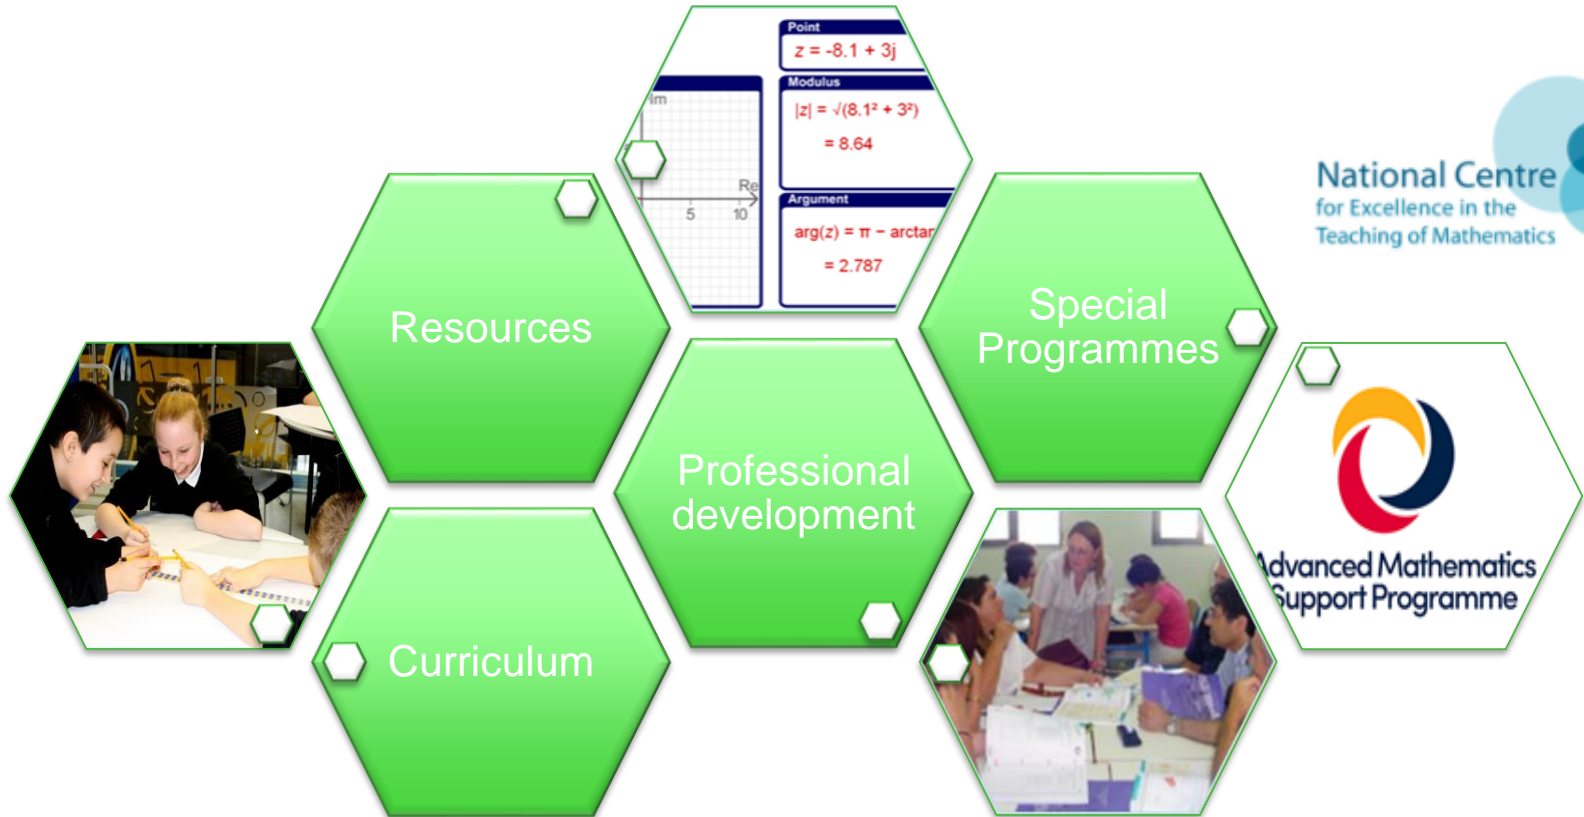 Point
z = -8.1 + 3j
Modulus
|z| = √(8.1² + 3²)
= 8.64
Im
Re
5
10
Argument
arg(z) = π − arctan
= 2.787
National Centre
for Excellence in the
Teaching of Mathematics
Resources
Special
Programmes
Professional
development
Curriculum
Advanced Mathematics
Support Programme